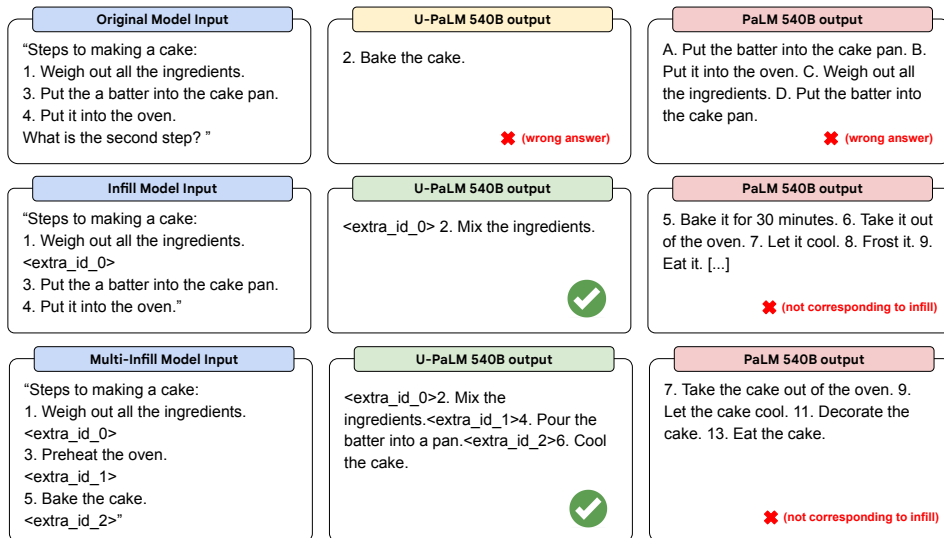 Original Model Input
“Steps to making a cake:
1. Weigh out all the ingredients.
3. Put the a batter into the cake pan.
4. Put it into the oven.
What is the second step? ”
U-PaLM 540B output
2. Bake the cake.
(wrong answer)
PaLM 540B output
A. Put the batter into the cake pan. B.
Put it into the oven. C. Weigh out all
the ingredients. D. Put the batter into
the cake pan.
(wrong answer)
Infill Model Input
“Steps to making a cake:
1. Weigh out all the ingredients.
<extra_id_0>
3. Put the a batter into the cake pan.
4. Put it into the oven.”
U-PaLM 540B output
<extra_id_0> 2. Mix the ingredients.
PaLM 540B output
5. Bake it for 30 minutes. 6. Take it out
of the oven. 7. Let it cool. 8. Frost it. 9.
Eat it. [...]
(not corresponding to infill)
Multi-Infill Model Input
“Steps to making a cake:
1. Weigh out all the ingredients.
<extra_id_0>
3. Preheat the oven.
<extra_id_1>
5. Bake the cake.
<extra_id_2>”
U-PaLM 540B output
<extra_id_0>2. Mix the
ingredients.<extra_id_1>4. Pour the
batter into a pan.<extra_id_2>6. Cool
the cake.
PaLM 540B output
7. Take the cake out of the oven. 9.
Let the cake cool. 11. Decorate the
cake. 13. Eat the cake.
(not corresponding to infill)